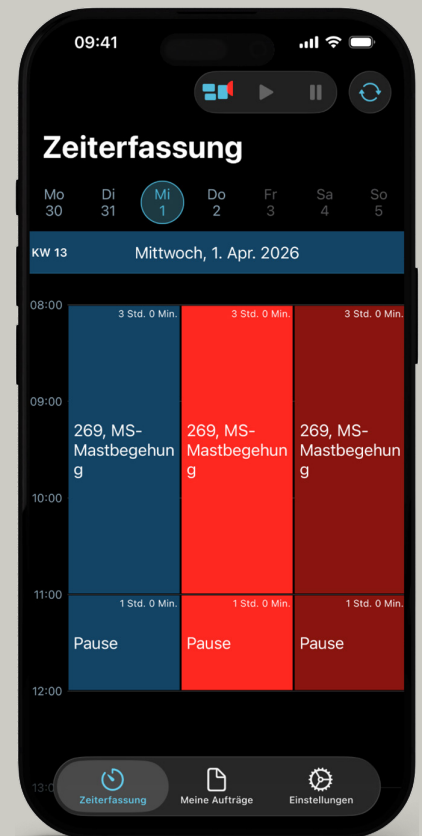 09:41
Zeiterfassung
Mo Di Mi Do Fr Sa So
30 31 1 2 3 4 5
KW 13 Mittwoch, 1. Apr. 2026
08:00
3 Std. 0 Min. 3 Std. 0 Min. 3 Std. 0 Min.
09:00
269, MS- 269, MS- 269, MS-
Mastbegehun Mastbegehun Mastbegehun
g g g
10:00
11:00
1 Std. 0 Min. 1 Std. 0 Min. 1 Std. 0 Min.
Pause Pause Pause
12:00
Zeiterfassung Meine Aufträge Einstellungen